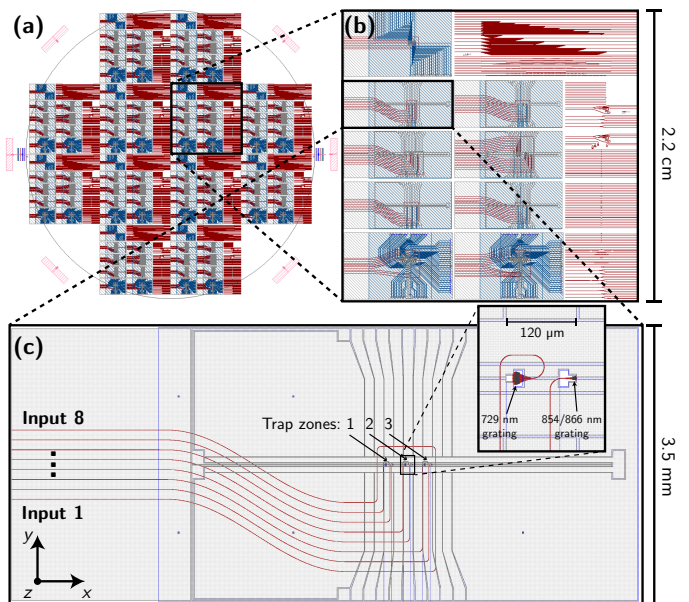 (a)
(b)
2.2 cm
(c)
120 μm
729 nm
grating
854/866 nm
grating
Trap zones: 1 2 3
Input 8
Input 1
y
z
x
3.5 mm